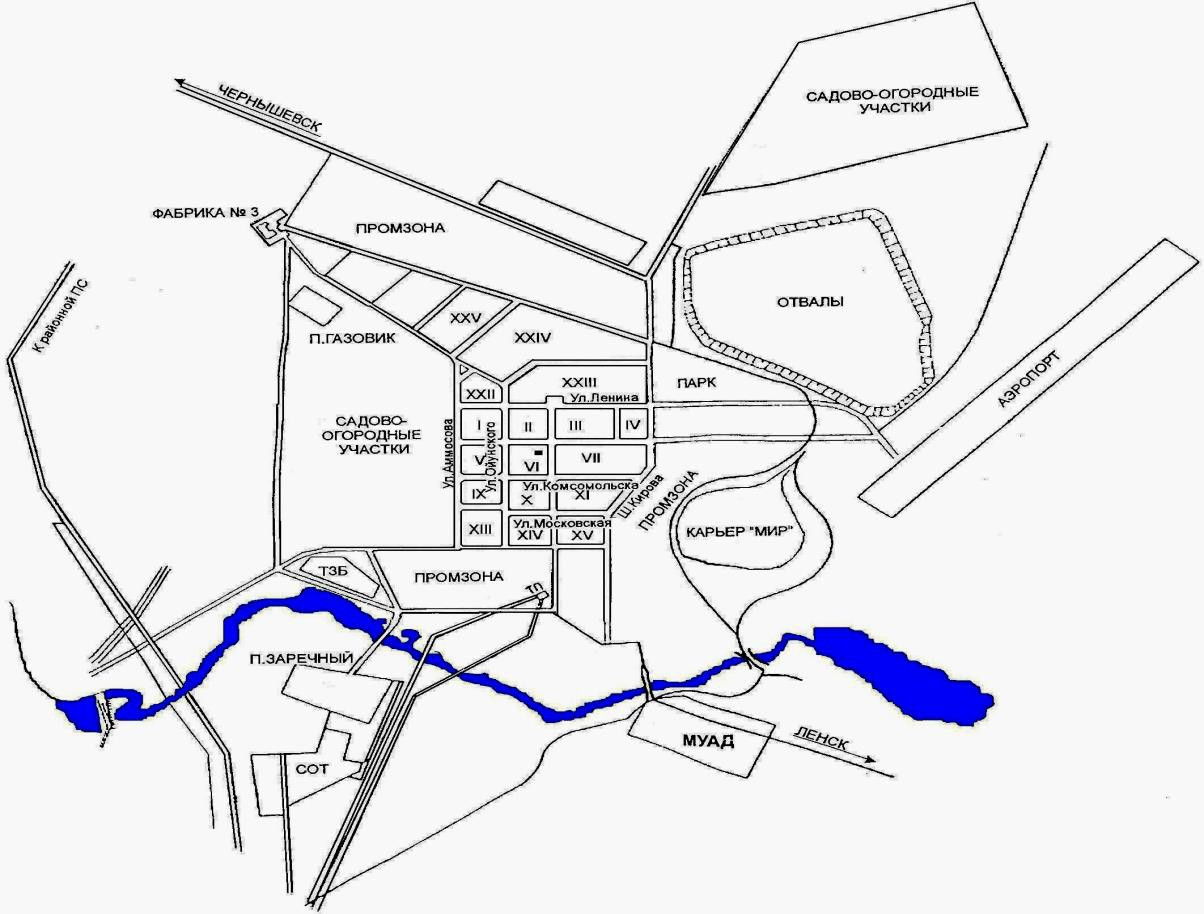 САДОВО-ОГОРОДНЫЕ
УЧАСТКИ
ЧЕРНЫШЕВСК
ФАБРИКА № 3
ПРОМЗОНА
К районной ПС
ОТВАЛЫ
XXV
П.ГАЗОВИК
XXIV
АЭРОПОРТ
XXII
XXIII
ПАРК
Ул.Ленина
САДОВО-
ОГОРОДНЫЕ
УЧАСТКИ
Ул.Аммосова
I
Ул.Ойунского
II
III
IV
V
VI
VII
Ул.Комсомольска
IX
X
XI
Ш.Кирова
ПРОМЗОНА
XIII
Ул.Московская
XIV
XV
КАРЬЕР "МИР"
ТЗБ
ПРОМЗОНА
ТП
П.ЗАРЕЧНЫЙ
МУАД
ЛЕНСК
СОТ